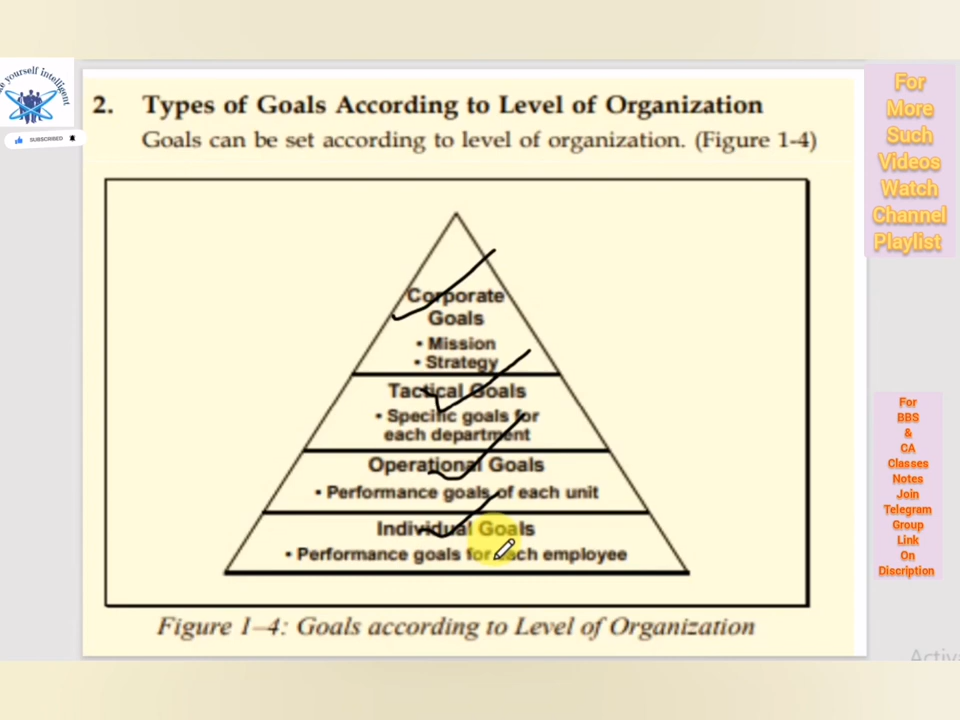 e yourself intelligent
SUBSCRIBED
2. Types of Goals According to Level of Organization
Goals can be set according to level of organization. (Figure 1-4)
Corporate
Goals
• Mission
• Strategy
Tactical Goals
• Specific goals for
each department
Operational Goals
• Performance goals of each unit
Individual Goals
• Performance goals for each employee
Figure 1–4: Goals according to Level of Organization
For
More
Such
Videos
Watch
Channel
Playlist
For
BBS
&
CA
Classes
Notes
Join
Telegram
Group
Link
On
Discription
Activa